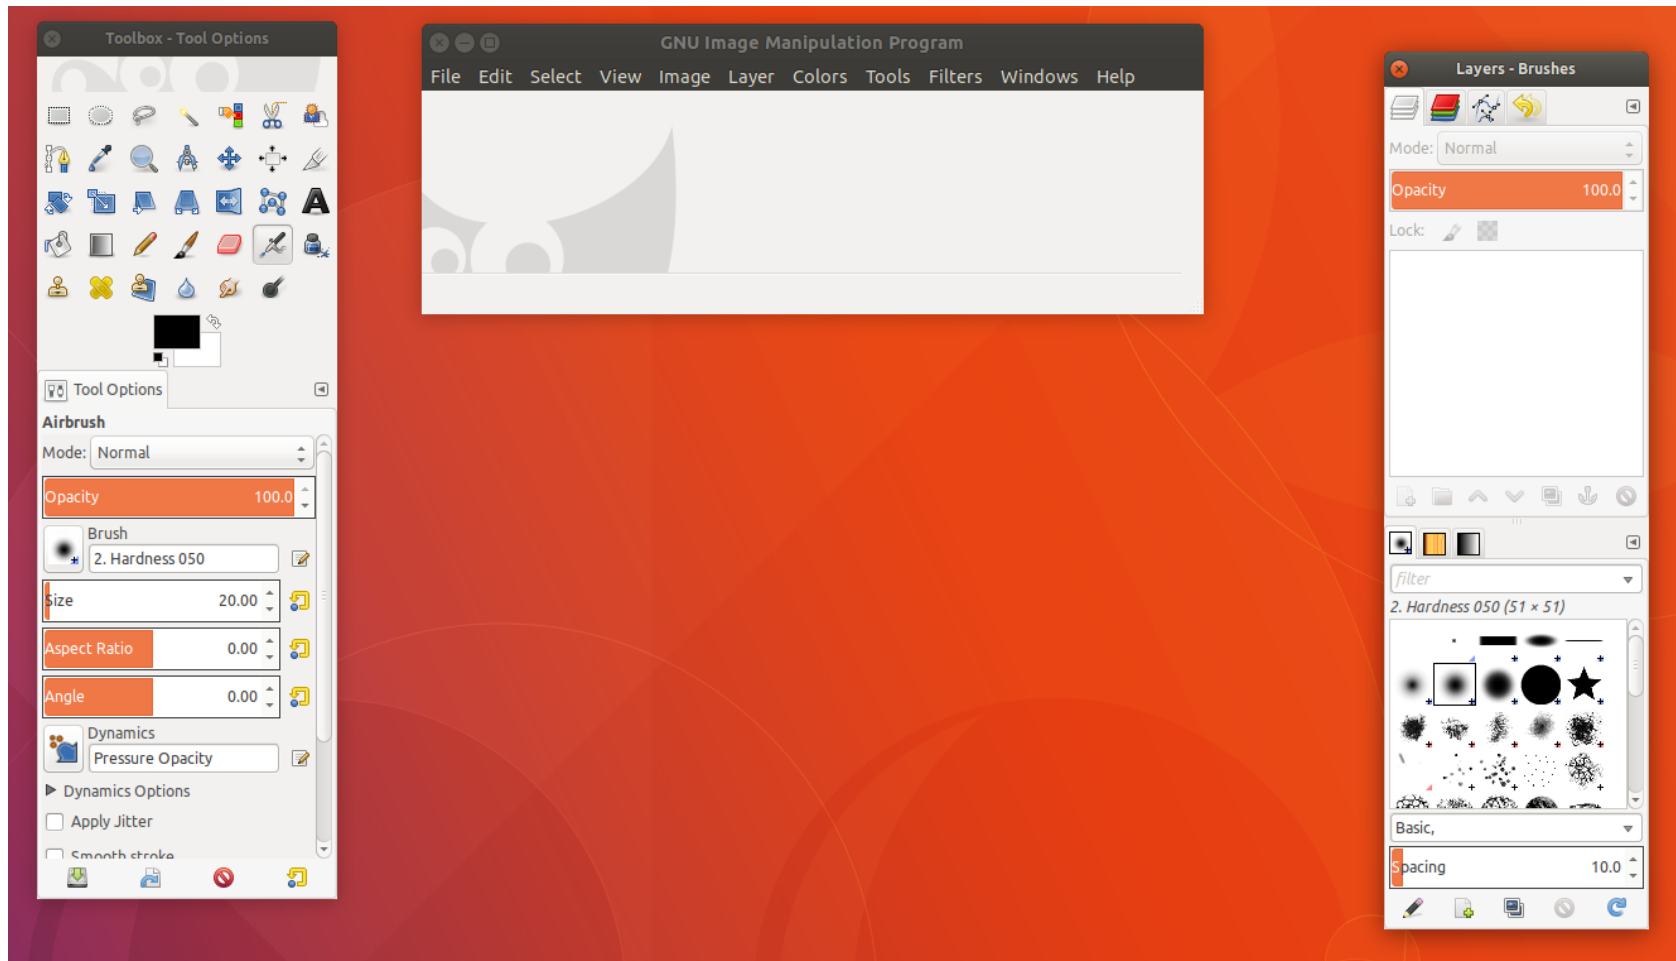 Toolbox - Tool Options
Tool Options
Airbrush
Mode: Normal
Opacity 100.0
Brush
2. Hardness 050
Size 20.00
Aspect Ratio 0.00
Angle 0.00
Dynamics
Pressure Opacity
Dynamics Options
Apply Jitter
Smooth stroke
GNU Image Manipulation Program
File Edit Select View Image Layer Colors Tools Filters Windows Help
Layers - Brushes
Mode: Normal
Opacity 100.0
Lock:
filter
2. Hardness 050 (51 × 51)
Basic,
Spacing 10.0